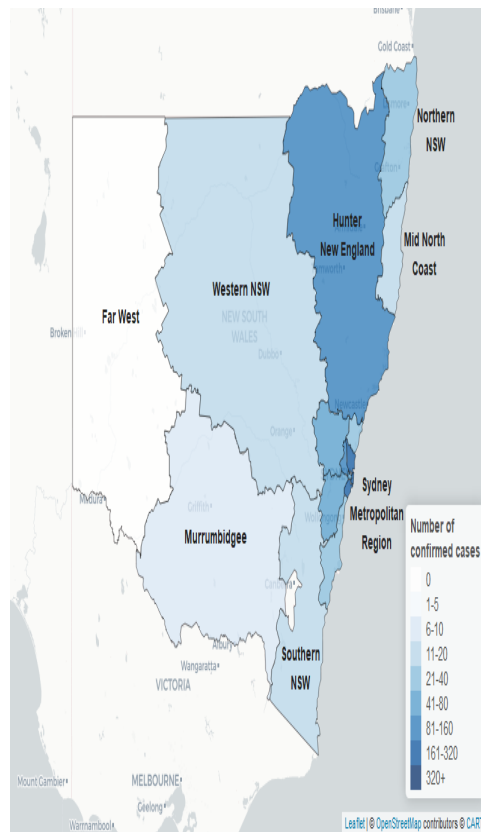 Brisbane
Gold Coast
Lismore
Northern
NSW
Grafton
Hunter
New England
Mid North
Coast
Western NSW
NEW SOUTH
WALES
Far West
Broken Hill
Dubbo
Newcastle
Orange
Sydney
Metropolitan
Region
Mildura
Griffith
Murrumbidgee
Canberra
Southern
NSW
Albury
Wangaratta
VICTORIA
Mount Gambier
MELBOURNE
Geelong
Warrnambool
Number of
confirmed cases
0
1-5
6-10
11-20
21-40
41-80
81-160
161-320
320+
Leaflet | © OpenStreetMap contributors © CART